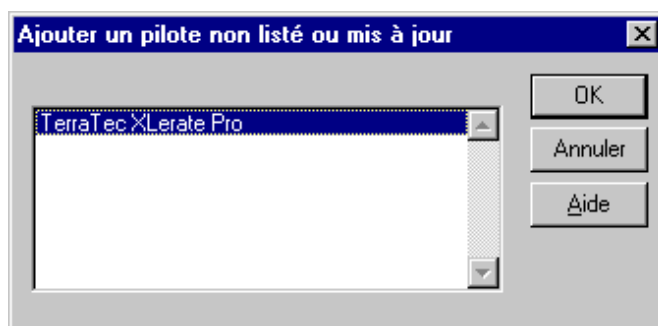 Ajouter un pilote non listé ou mis à jour
TerraTec XLerate Pro
OK
Annuler
Aide